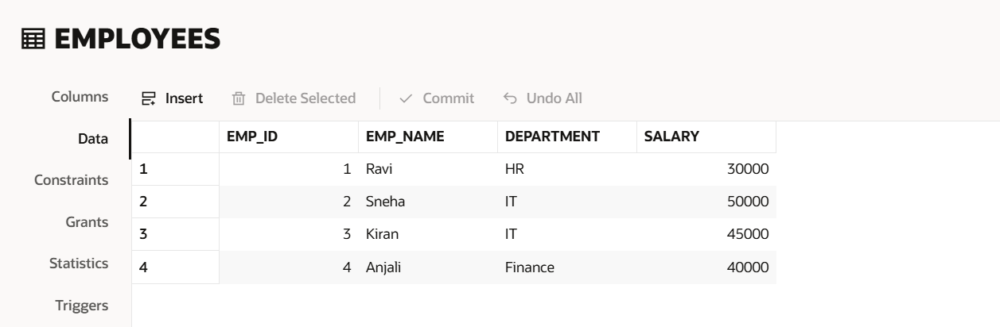 EMPLOYEES
Columns
Data
Constraints
Grants
Statistics
Triggers
Insert Delete Selected Commit Undo All
EMP_ID EMP_NAME DEPARTMENT SALARY
1 1 Ravi HR 30000
2 2 Sneha IT 50000
3 3 Kiran IT 45000
4 4 Anjali Finance 40000